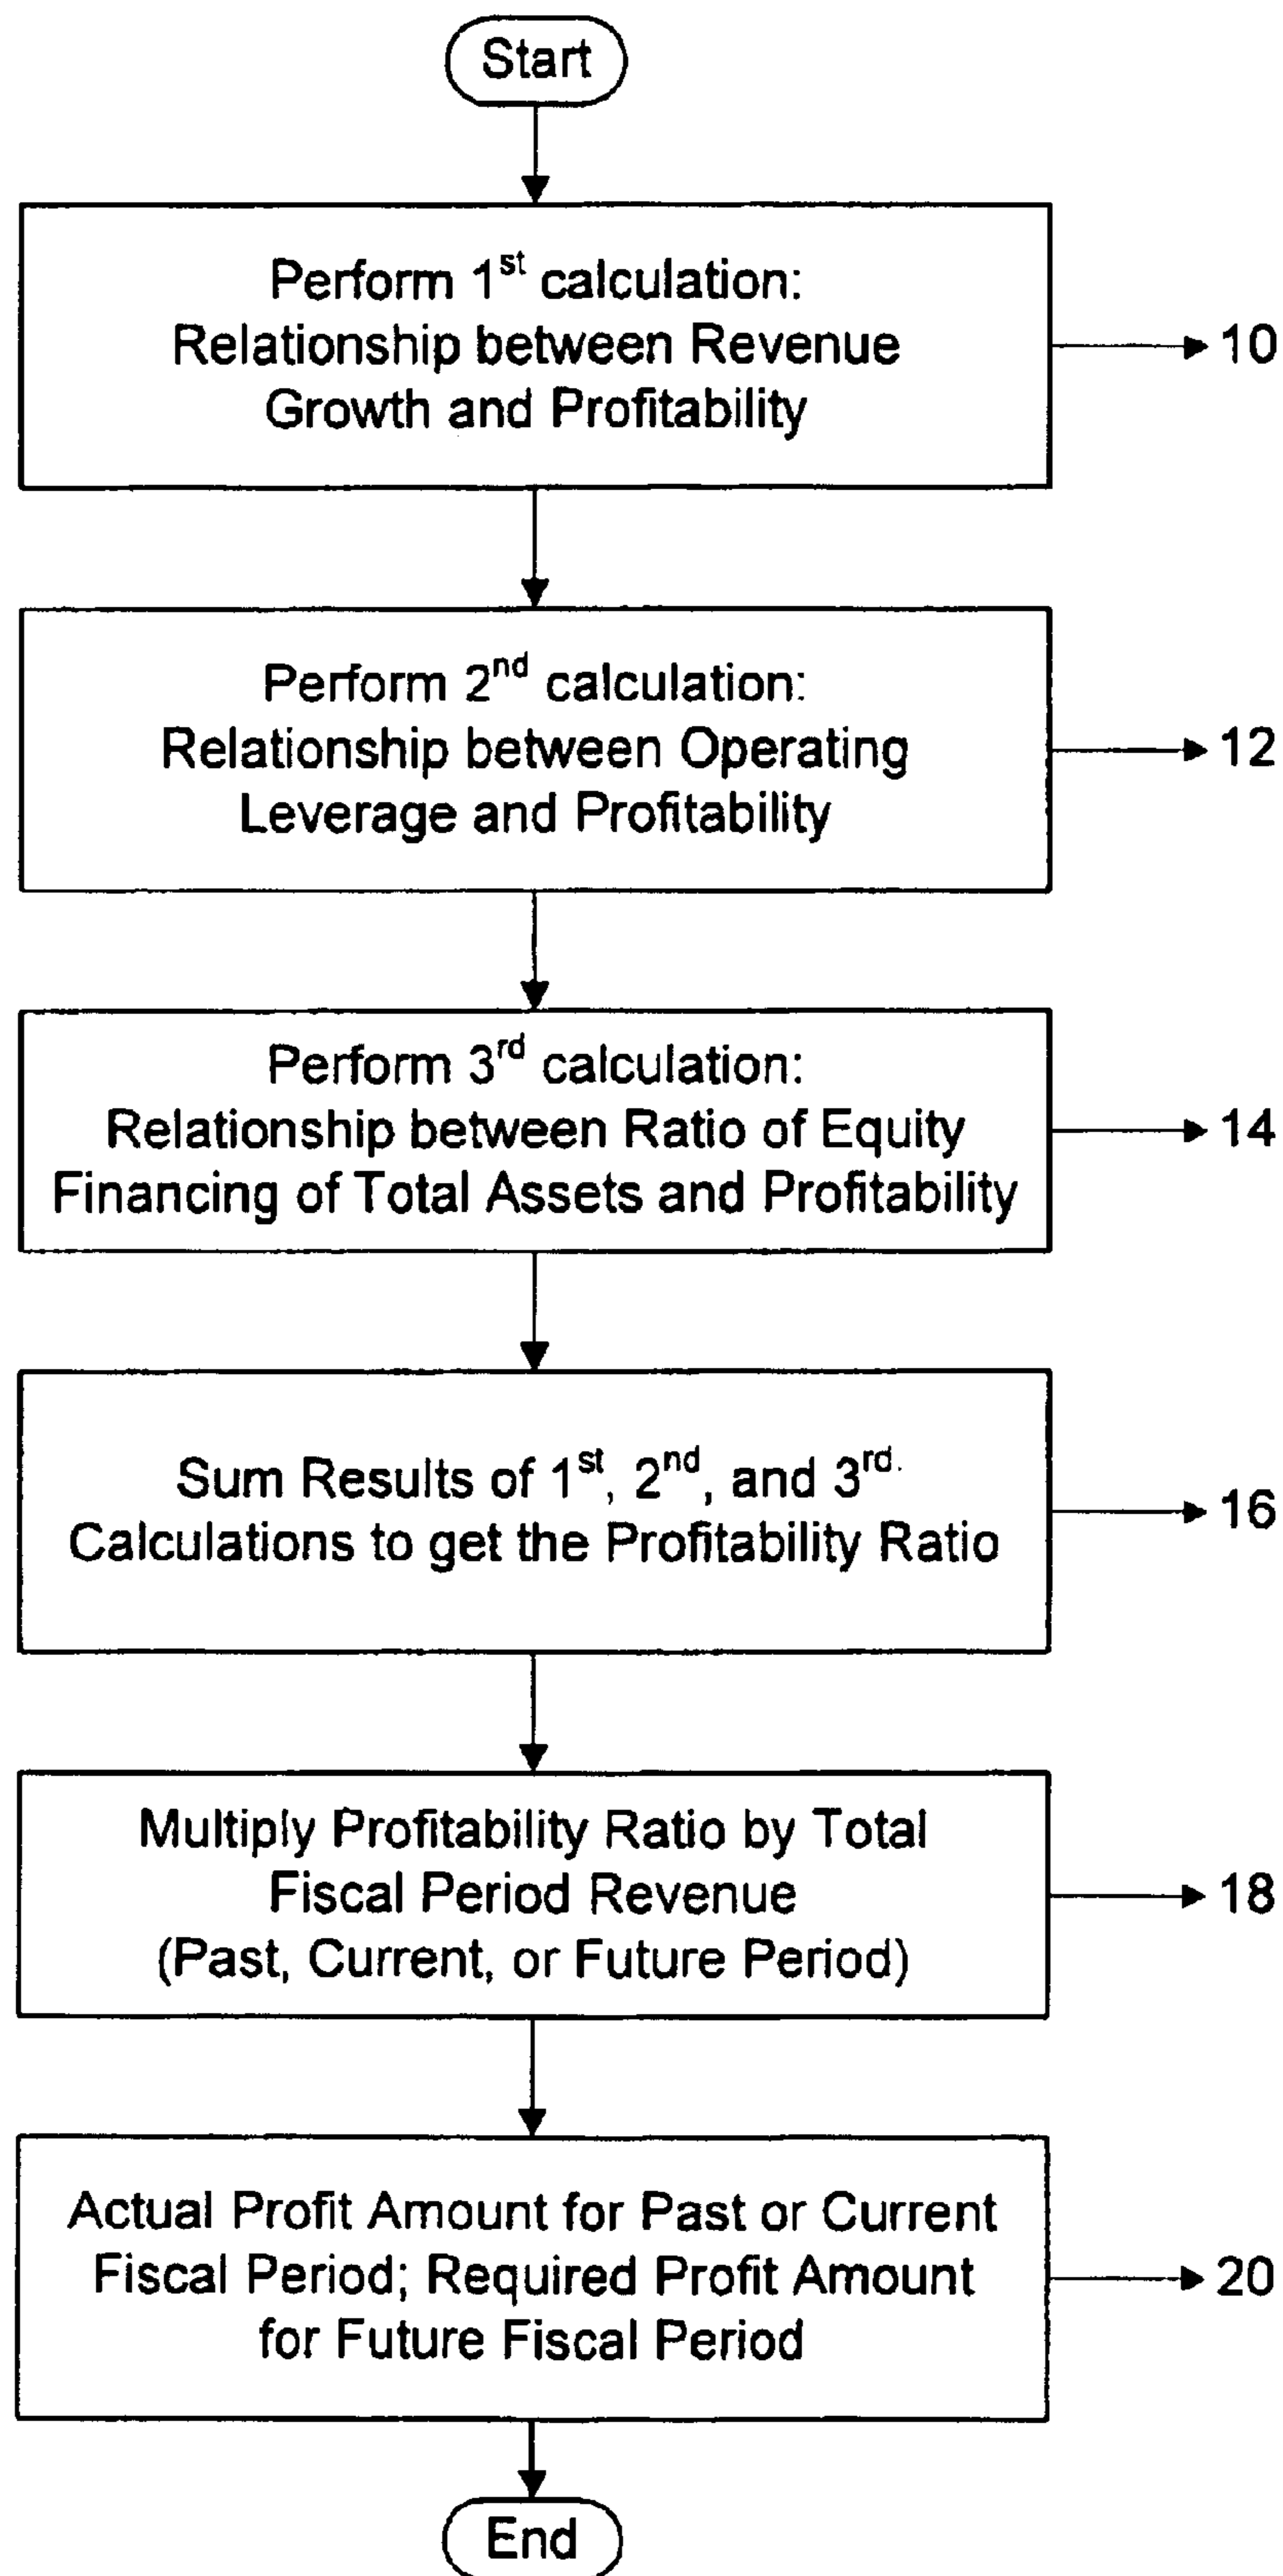 Start
Perform 1st calculation:
Relationship between Revenue
Growth and Profitability
10
Perform 2nd calculation:
Relationship between Operating
Leverage and Profitability
12
Perform 3rd calculation:
Relationship between Ratio of Equity
Financing of Total Assets and Profitability
14
Sum Results of 1st, 2nd, and 3rd.
Calculations to get the Profitability Ratio
16
Multiply Profitability Ratio by Total
Fiscal Period Revenue
(Past, Current, or Future Period)
18
Actual Profit Amount for Past or Current
Fiscal Period; Required Profit Amount
for Future Fiscal Period
20
End